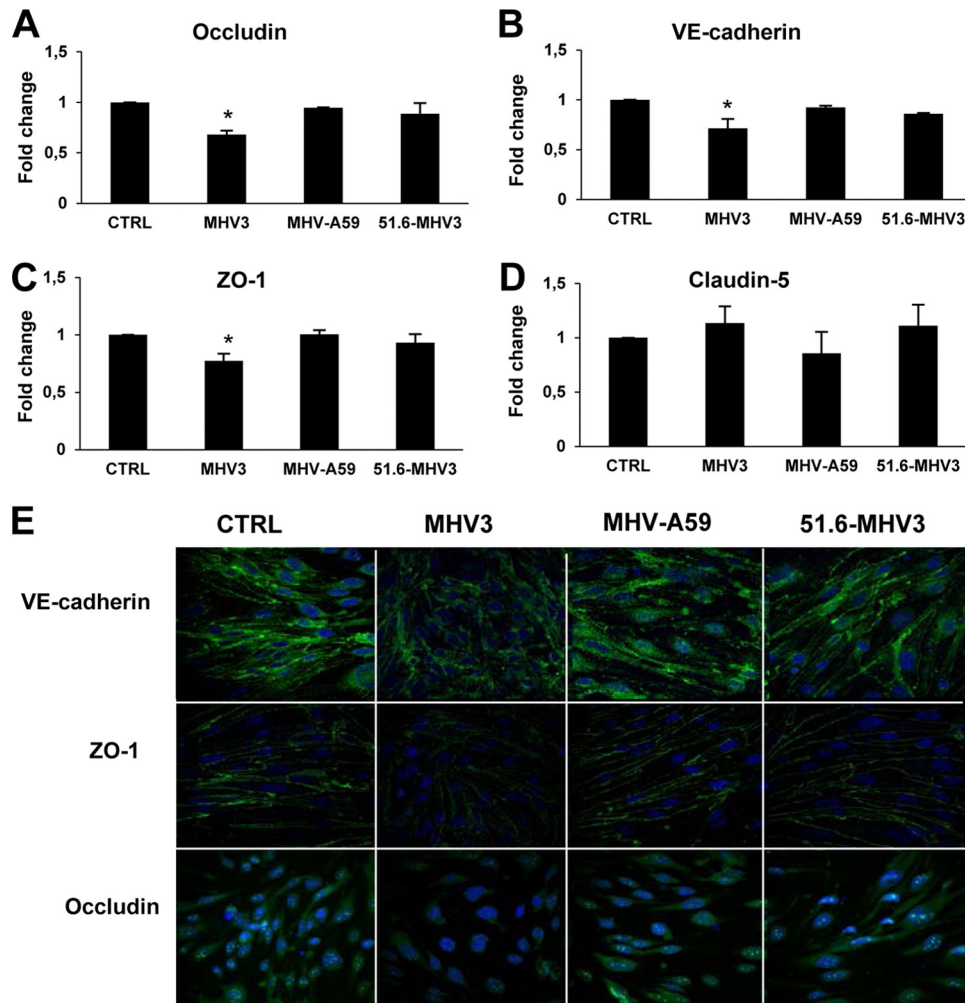 A
Occludin
1,5
1
0,5
0
Fold change
*
CTRL
MHV3
MHV-A59
51.6-MHV3
B
VE-cadherin
1,5
1
0,5
0
Fold change
*
CTRL
MHV3
MHV-A59
51.6-MHV3
C
ZO-1
1,5
1
0,5
0
Fold change
*
CTRL
MHV3
MHV-A59
51.6-MHV3
D
Claudin-5
1,5
1
0,5
0
Fold change
CTRL
MHV3
MHV-A59
51.6-MHV3
E
CTRL MHV3 MHV-A59 51.6-MHV3
VE-cadherin
ZO-1
Occludin